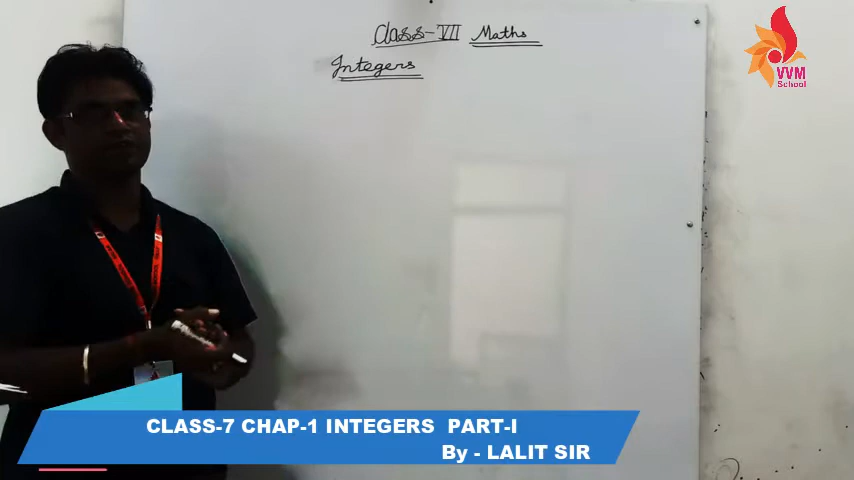 Class-VII Maths
Integers
VVM
School
CLASS-7 CHAP-1 INTEGERS PART-I
By - LALIT SIR